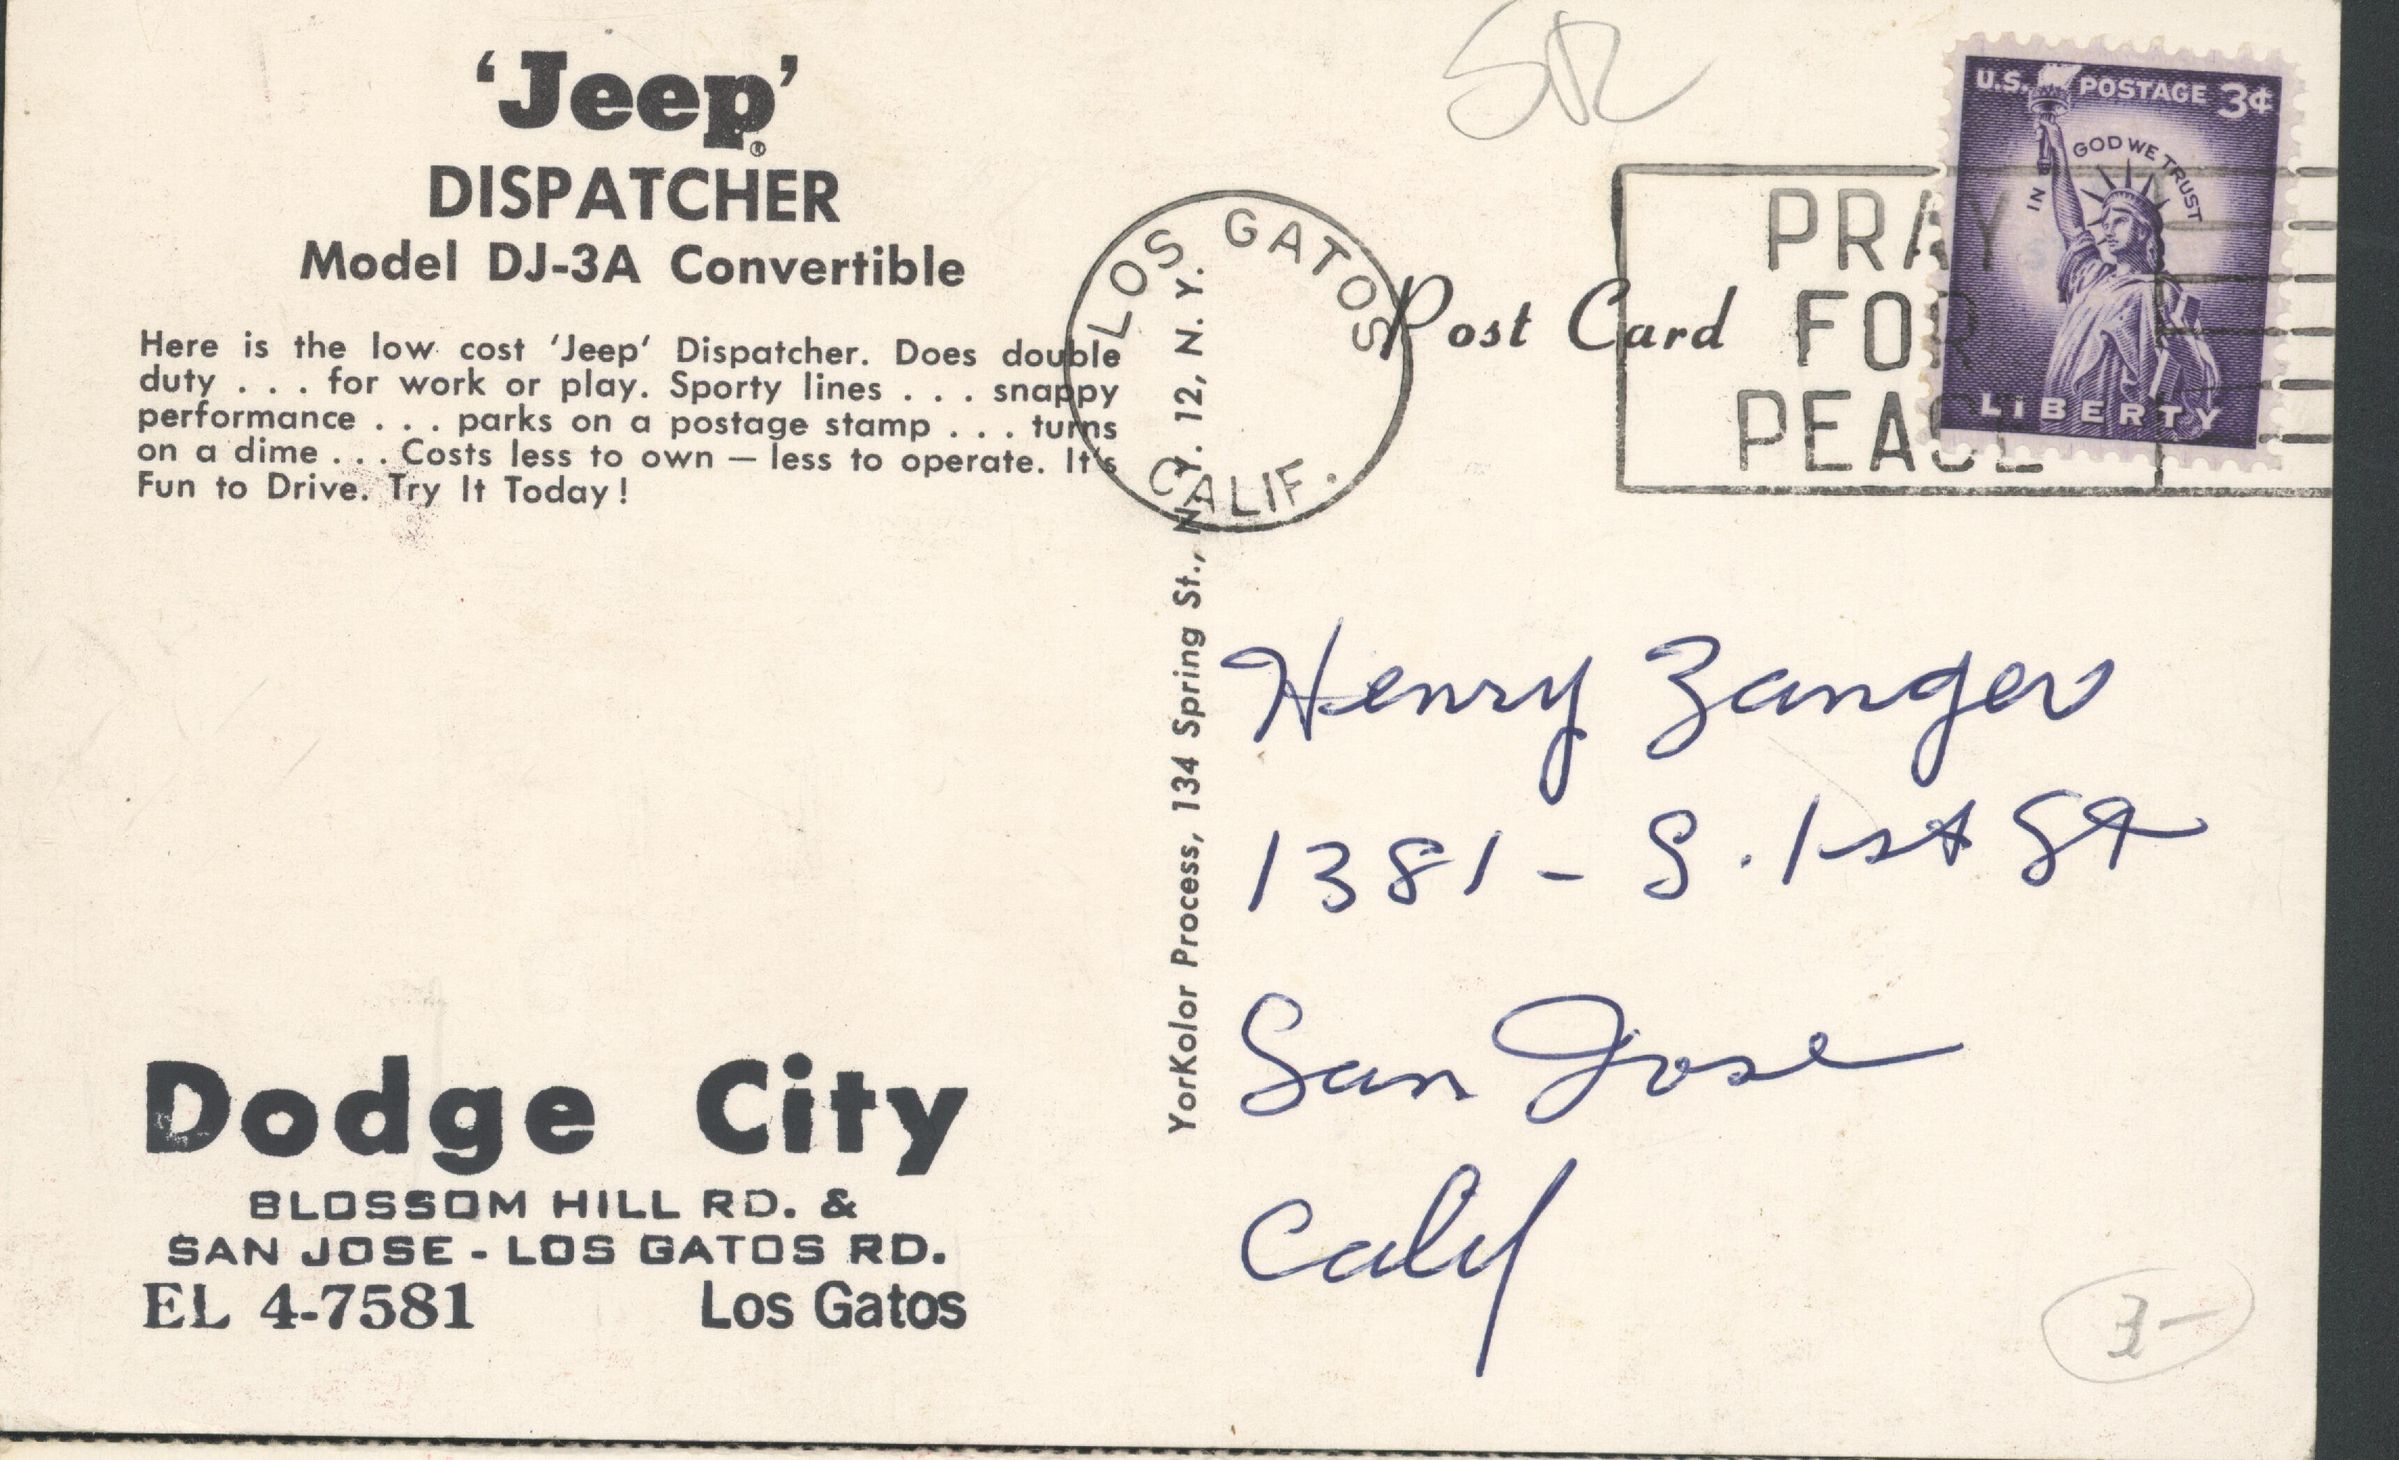 'Jeep'®
DISPATCHER
Model DJ-3A Convertible
Here is the low cost 'Jeep' Dispatcher. Does double
duty . . . for work or play. Sporty lines . . . snappy
performance . . . parks on a postage stamp . . . turns
on a dime . . . Costs less to own — less to operate. It's
Fun to Drive. Try It Today!
Dodge City
BLOSSOM HILL RD. &
SAN JOSE - LOS GATOS RD.
EL 4-7581 Los Gatos
YorKolor Process, 134 Spring St., N.Y. 12, N. Y.
LOS GATOS
CALIF.
Post Card
PRAY
FOR
PEACE
U.S. POSTAGE 3¢
IN GOD WE TRUST
LIBERTY
Henry Zanger
1381 - S. 1st St
San Jose
Calif
3-